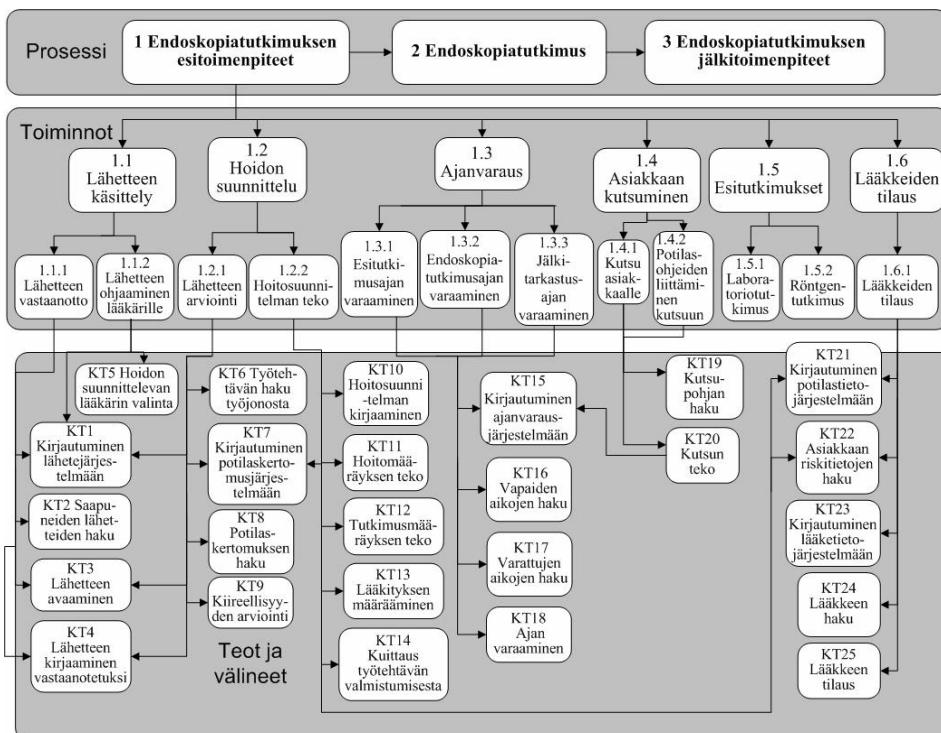 Prosessi
1 Endoskopiatutkimuksen
esitoimenpiteet
2 Endoskopiatutkimus
3 Endoskopiatutkimuksen
jälkitoimenpiteet
Toiminnot
1.1
Lähetteen
käsittely
1.2
Hoidon
suunnittelu
1.3
Ajanvaraus
1.4
Asiakkaan
kutsuminen
1.5
Esitutkimukset
1.6
Lääkkeiden
tilaus
1.1.1
Lähetteen
vastaanotto
1.1.2
Lähetteen
ohjaaminen
lääkärille
1.2.1
Lähetteen
arviointi
1.2.2
Hoitosuunni-
telman teko
1.3.1
Esitutki-
musajan
varaaminen
1.3.2
Endoskopia-
tutkimusajan
varaaminen
1.3.3
Jälki-
tarkastus-
ajan
varaaminen
1.4.1
Kutsu
asiak-
kaalle
1.4.2
Potilas-
ohjeiden
liittämi-
nen
kutsuun
1.5.1
Labora-
toriotut-
kimus
1.5.2
Röntgen-
tutkimus
1.6.1
Lääkkeiden
tilaus
KT5 Hoidon
suunnittelevan
lääkärin valinta
KT1
Kirjautuminen
lähetejärjes-
telmään
KT2 Saapu-
neiden lähet-
teiden haku
KT3
Lähetteen
avaaminen
KT4
Lähetteen
kirjaaminen
vastaanotetuksi
KT6 Työteh-
tävän haku
työjonosta
KT7
Kirjautuminen
potilaskerto-
musjärjes-
telmään
KT8
Potilas-
kertomuksen
haku
KT9
Kiireellisyy-
den arviointi
Teot ja
välineet
KT10
Hoitosuunni
-telman
kirjaaminen
KT11
Hoitomää-
räyksen teko
KT12
Tutkimusmää-
räyksen teko
KT13
Lääkityksen
määrääminen
KT14
Kuittaus
työtehtävän
valmistumisesta
KT15
Kirjautuminen
ajanvaraus-
järjestelmään
KT16
Vapaiden
aikojen haku
KT17
Varattujen
aikojen haku
KT18
Ajan
varaaminen
KT19
Kutsu-
pohjan
haku
KT20
Kutsun
teko
KT21
Kirjautuminen
potilastieto-
järjestelmään
KT22
Asiakkaan
riskitietojen
haku
KT23
Kirjautuminen
lääketieto-
järjestelmään
KT24
Lääkkeen
haku
KT25
Lääkkeen
tilaus